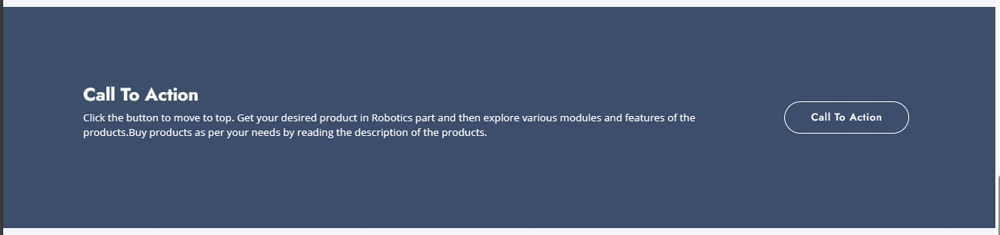 Call To Action
Click the button to move to top. Get your desired product in Robotics part and then explore various modules and features of the
products.Buy products as per your needs by reading the description of the products.
Call To Action